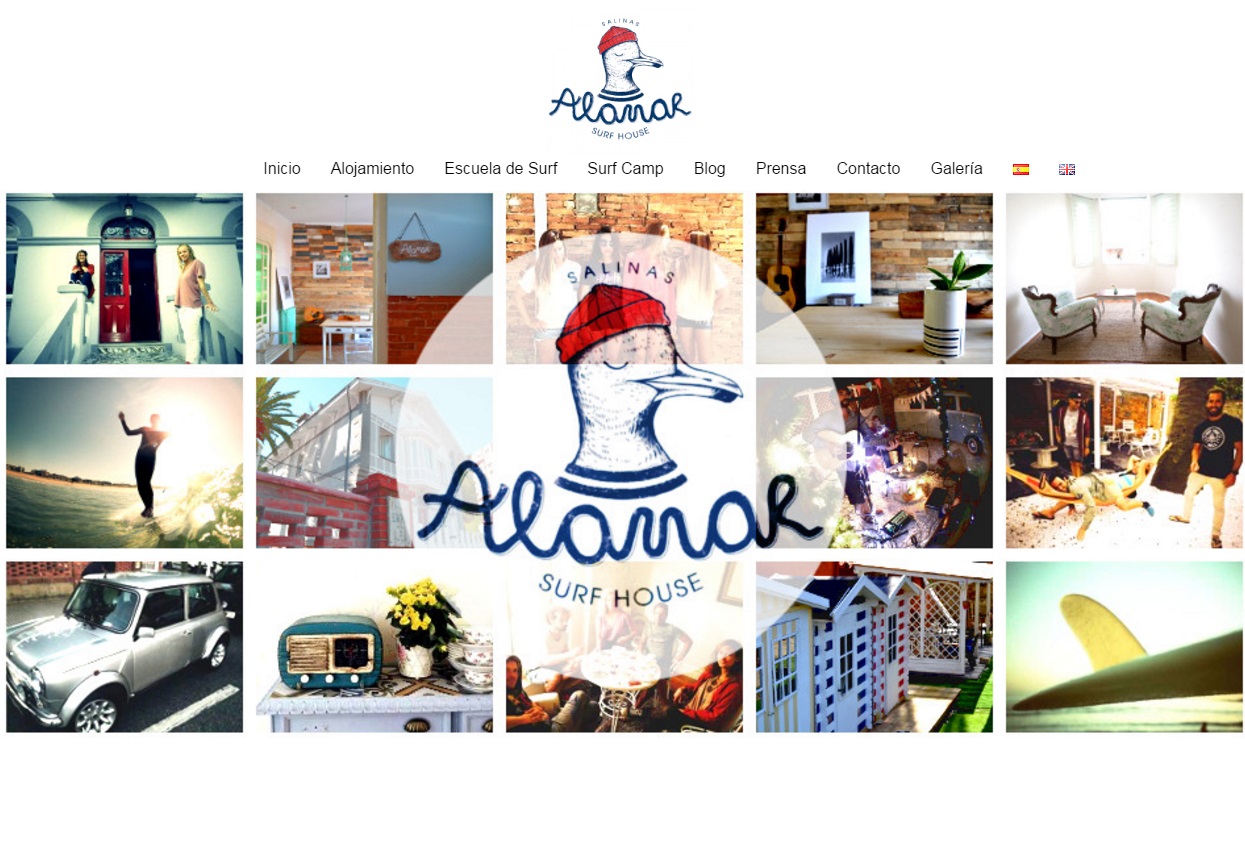 SALINAS
Alamar
SURF HOUSE
Inicio Alojamiento Escuela de Surf Surf Camp Blog Prensa Contacto Galería
SALINAS
Alamar
SURF HOUSE